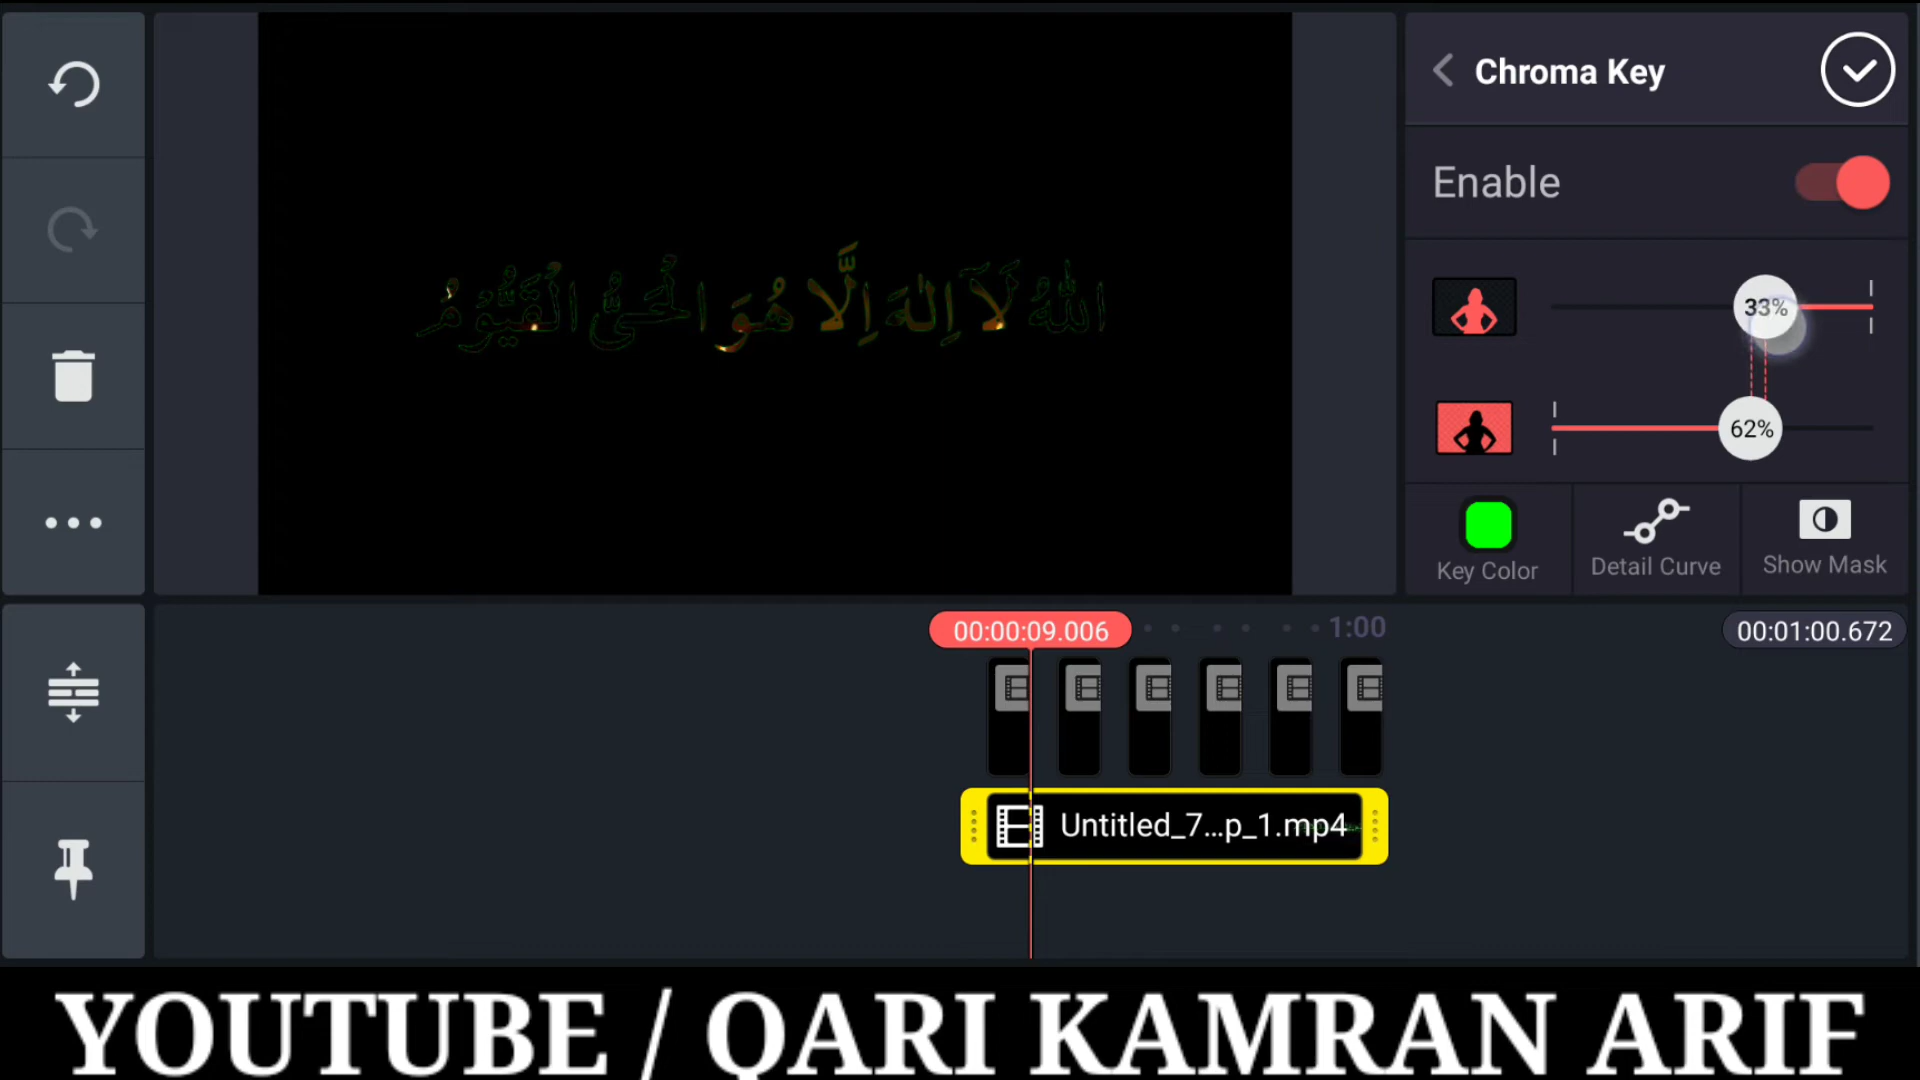 Chroma Key
Enable
اللهُ لَآ اِلٰهَ اِلَّا هُوَ الْحَىُّ الْقَيُّوْمُ
33%
62%
Key Color
Detail Curve
Show Mask
00:00:09.006
1:00
00:01:00.672
Untitled_7...p_1.mp4
YOUTUBE / QARI KAMRAN ARIF